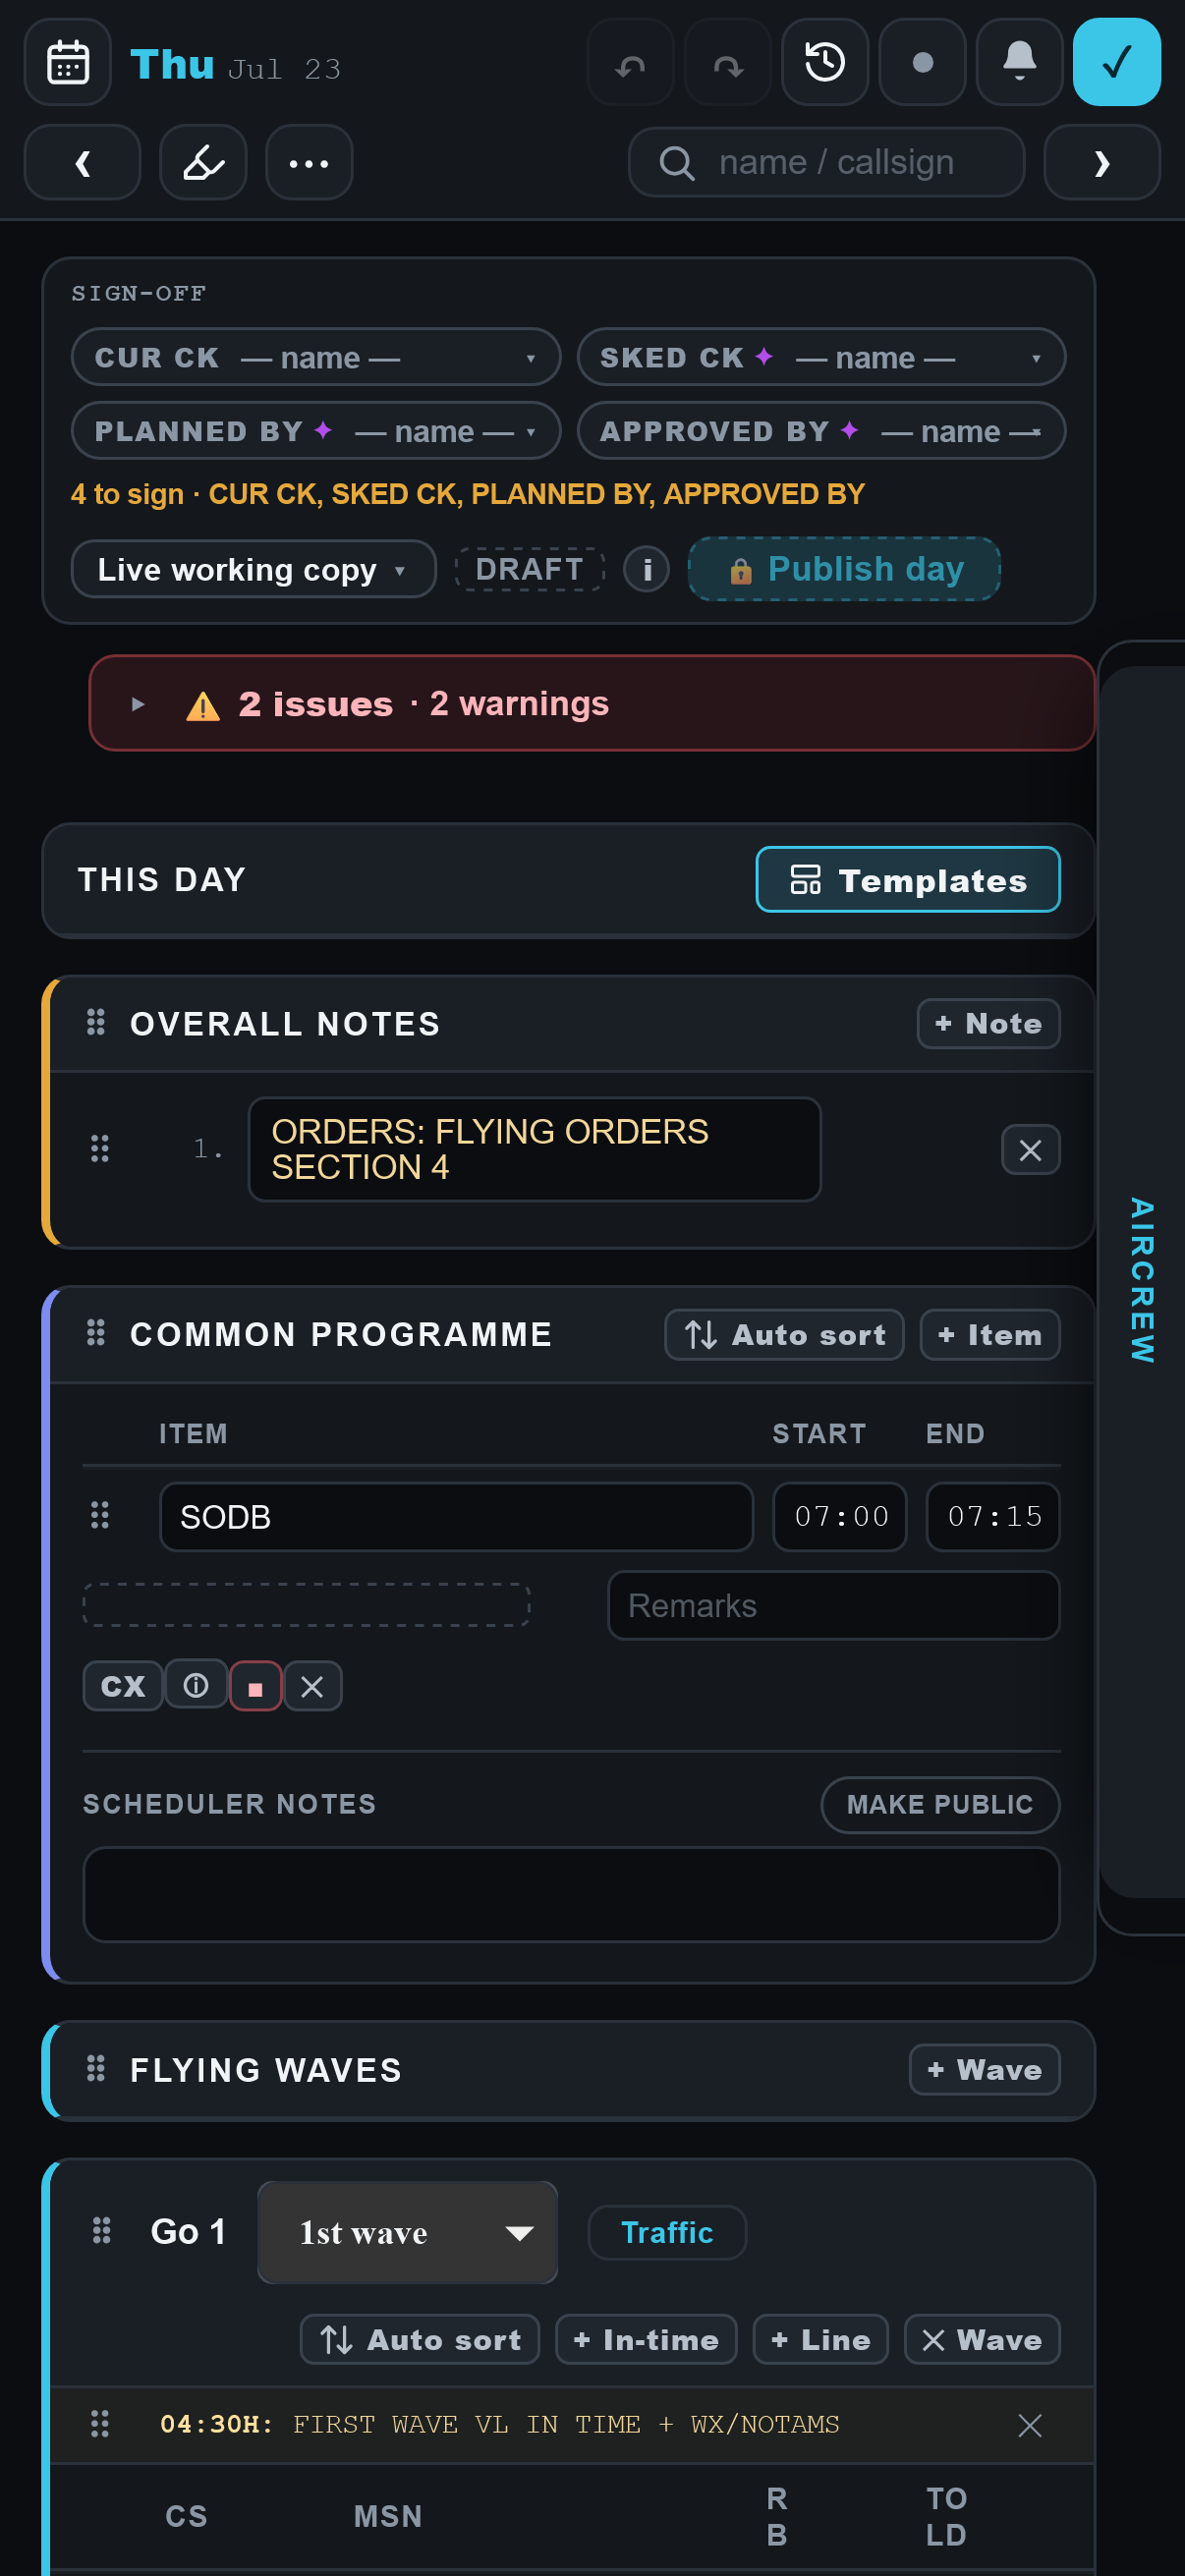 Thu Jul 23
name / callsign
SIGN-OFF
CUR CK — name —
SKED CK — name —
PLANNED BY — name —
APPROVED BY — name —
4 to sign · CUR CK, SKED CK, PLANNED BY, APPROVED BY
Live working copy DRAFT i Publish day
2 issues · 2 warnings
THIS DAY Templates
OVERALL NOTES + Note
1. ORDERS: FLYING ORDERS
SECTION 4
AIRCREW
COMMON PROGRAMME Auto sort + Item
ITEM START END
SODB 07:00 07:15
Remarks
CX
SCHEDULER NOTES MAKE PUBLIC
FLYING WAVES + Wave
Go 1 1st wave Traffic
Auto sort + In-time + Line × Wave
04:30H: FIRST WAVE VL IN TIME + WX/NOTAMS
CS MSN R TO
B LD